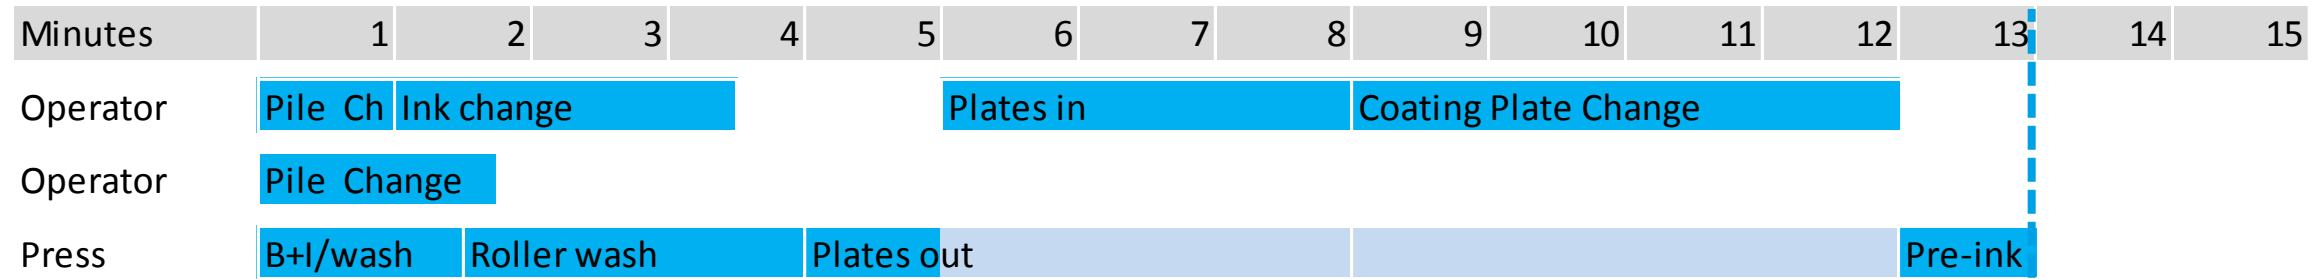 Minutes 1 2 3 4 5 6 7 8 9 10 11 12 13 14 15
Operator Pile Ch Ink change Plates in Coating Plate Change
Operator Pile Change
Press B+I/wash Roller wash Plates out Pre-ink